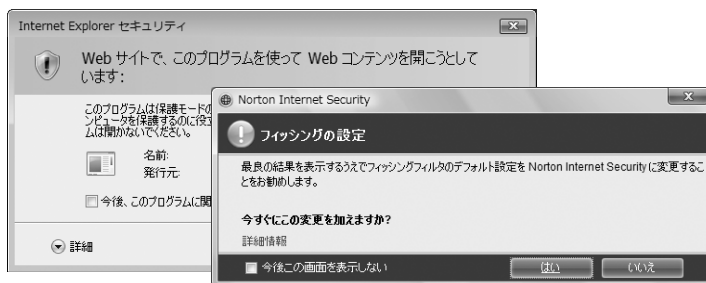 Internet Explorer セキュリティ
Web サイトで、このプログラムを使って Web コンテンツを開こうとして
います:
このプログラムは保護モードの
ンピュータを保護するのに役立
ムは開かないでください。
名前:
発行元:
今後、このプログラムに関
詳細
Norton Internet Security
フィッシングの設定
最良の結果を表示するうえでフィッシングフィルタのデフォルト設定を Norton Internet Security に変更するこ
とをお勧めします。
今すぐにこの変更を加えますか?
詳細情報
今後この画面を表示しない
はい
いいえ